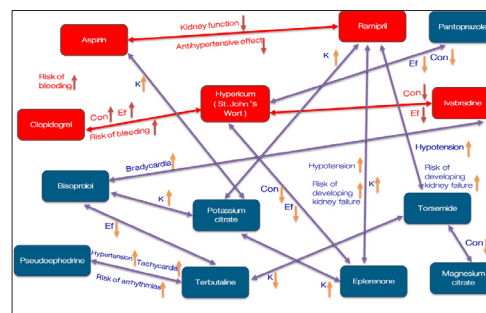 Aspirin
Kidney function
Antihypertensive effect
Ramipril
Pantoprazole
K
K
Ef
Con
Risk of
bleeding
Hypericum
( St. John's
Wort)
Con
Ef
Clopidogrel
Risk of bleeding
Con
Ef
Ivabradine
Bradycardia
Hypotension
Hypotension
Risk of
developing
kidney failure
K
Risk of
developing
kidney failure
Bisoprolol
K
Con
Ef
Potassium
citrate
Torsemide
Ef
Con
Pseudoephedrine
Hypertension
Tachycardia
Risk of arrhythmias
Terbutaline
K
K
Eplerenone
Magnesium
citrate